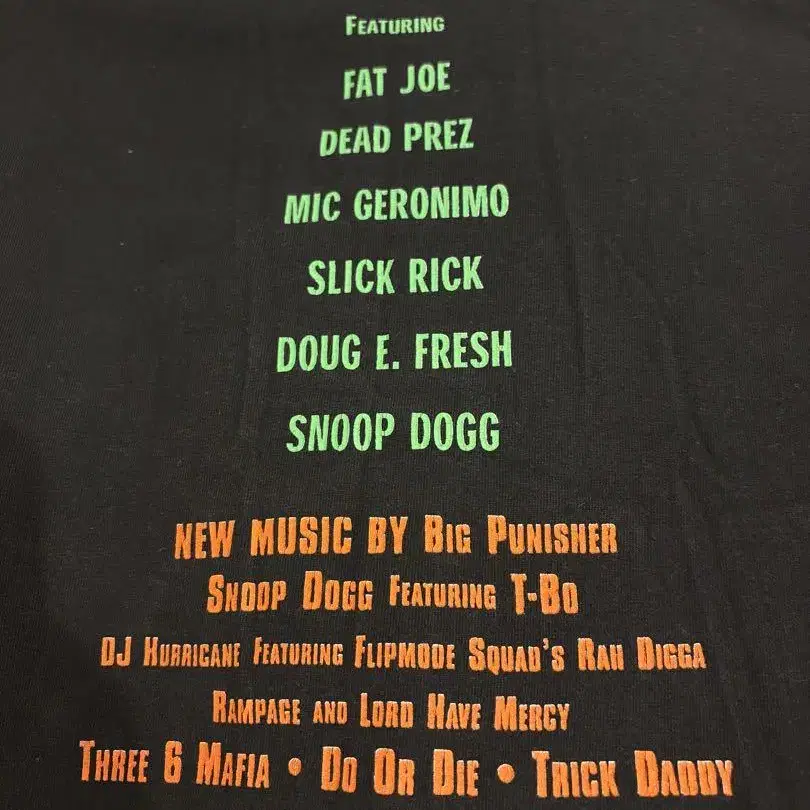 FEATURING
FAT JOE
DEAD PREZ
MIC GERONIMO
SLICK RICK
DOUG E. FRESH
SNOOP DOGG
NEW MUSIC BY BIG PUNISHER
SNOOP DOGG FEATURING T-BO
DJ HURRICANE FEATURING FLIPMODE SQUAD'S RAH DIGGA
RAMPAGE AND LORD HAVE MERCY
THREE 6 MAFIA • DO OR DIE • TRICK DADDY